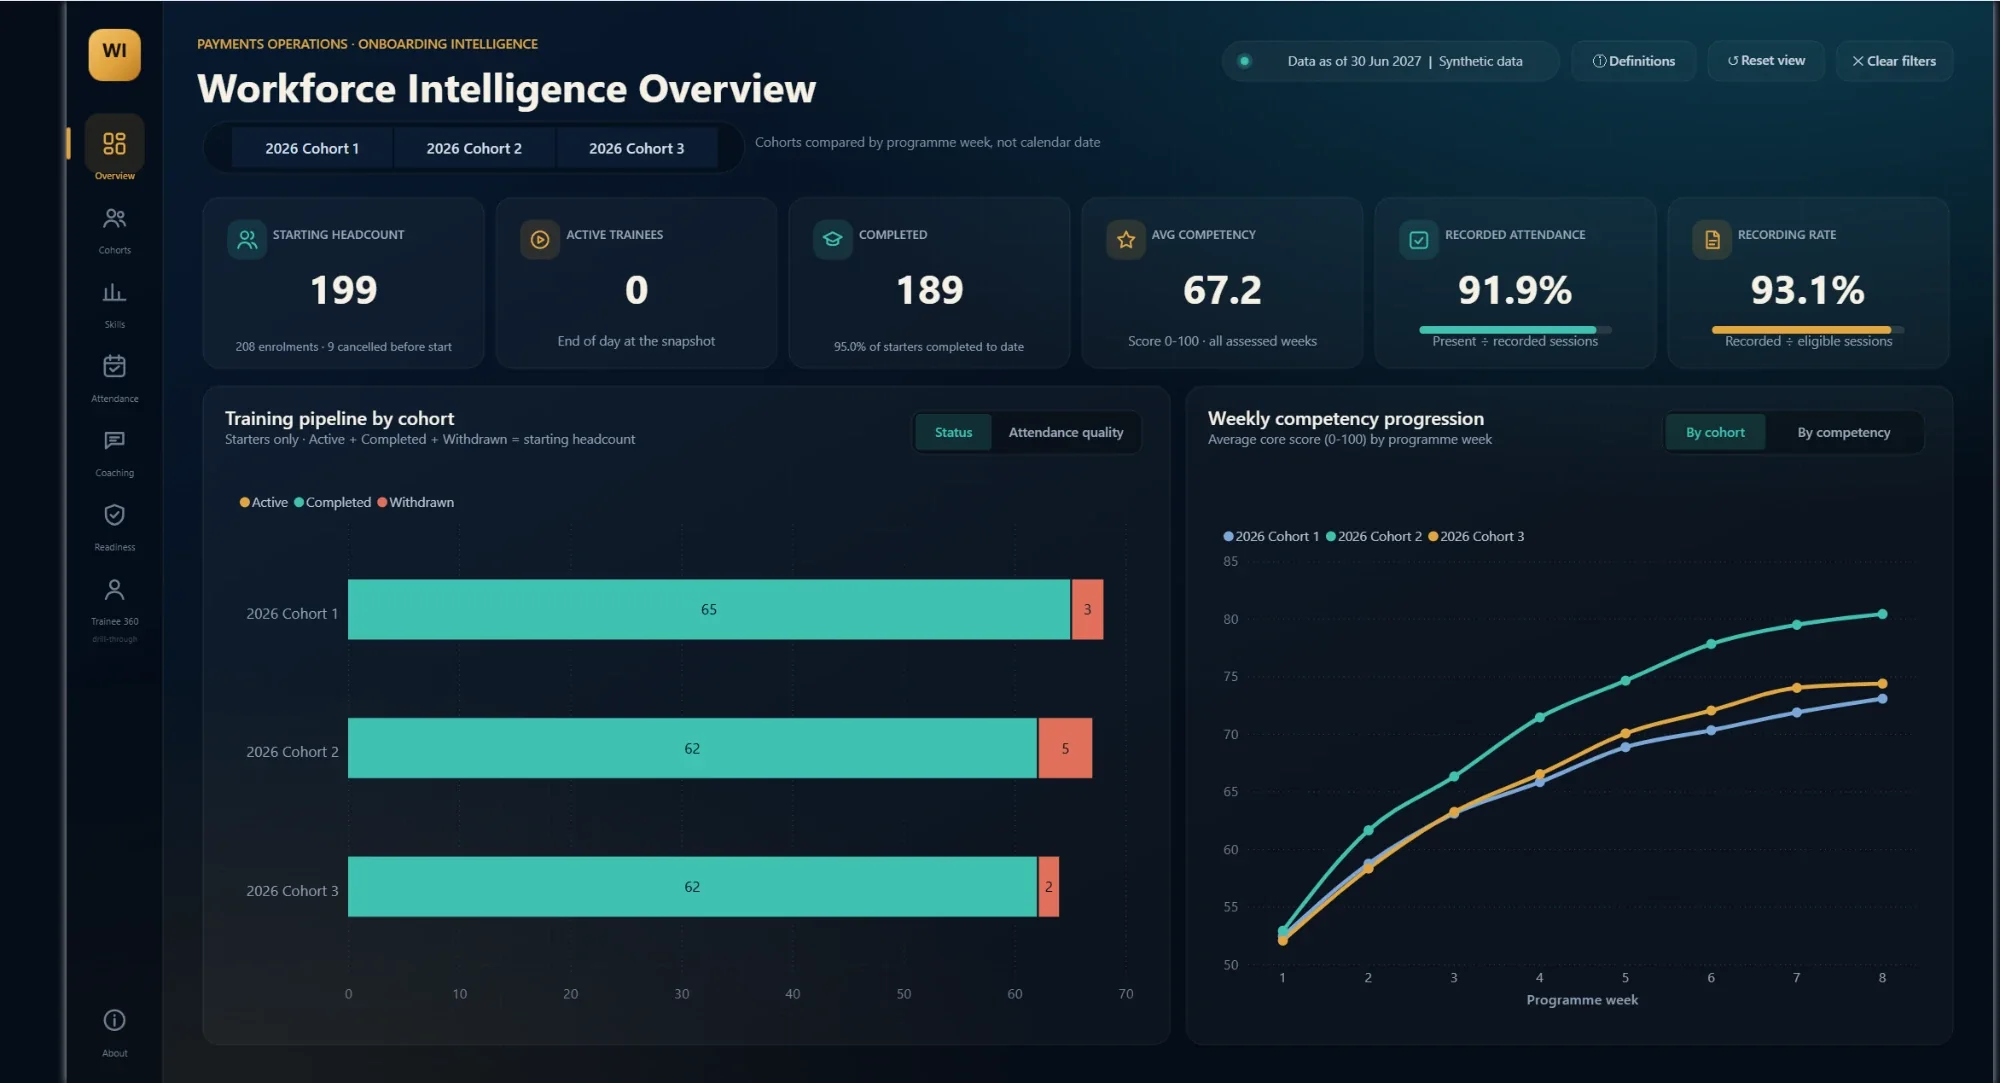 WI
PAYMENTS OPERATIONS · ONBOARDING INTELLIGENCE
Workforce Intelligence Overview
Data as of 30 Jun 2027 | Synthetic data
Definitions
↺ Reset view
✕ Clear filters
2026 Cohort 1
2026 Cohort 2
2026 Cohort 3
Cohorts compared by programme week, not calendar date
Overview
Cohorts
Skills
Attendance
Coaching
Readiness
Trainee 360
drill-through
About
STARTING HEADCOUNT
199
208 enrolments · 9 cancelled before start
ACTIVE TRAINEES
0
End of day at the snapshot
COMPLETED
189
95.0% of starters completed to date
AVG COMPETENCY
67.2
Score 0-100 · all assessed weeks
RECORDED ATTENDANCE
91.9%
Present ÷ recorded sessions
RECORDING RATE
93.1%
Recorded ÷ eligible sessions
Training pipeline by cohort
Starters only · Active + Completed + Withdrawn = starting headcount
Status
Attendance quality
Active Completed Withdrawn
2026 Cohort 1
65
3
2026 Cohort 2
62
5
2026 Cohort 3
62
2
0 10 20 30 40 50 60 70
Weekly competency progression
Average core score (0-100) by programme week
By cohort
By competency
2026 Cohort 1 2026 Cohort 2 2026 Cohort 3
85
80
75
70
65
60
55
50
1 2 3 4 5 6 7 8
Programme week